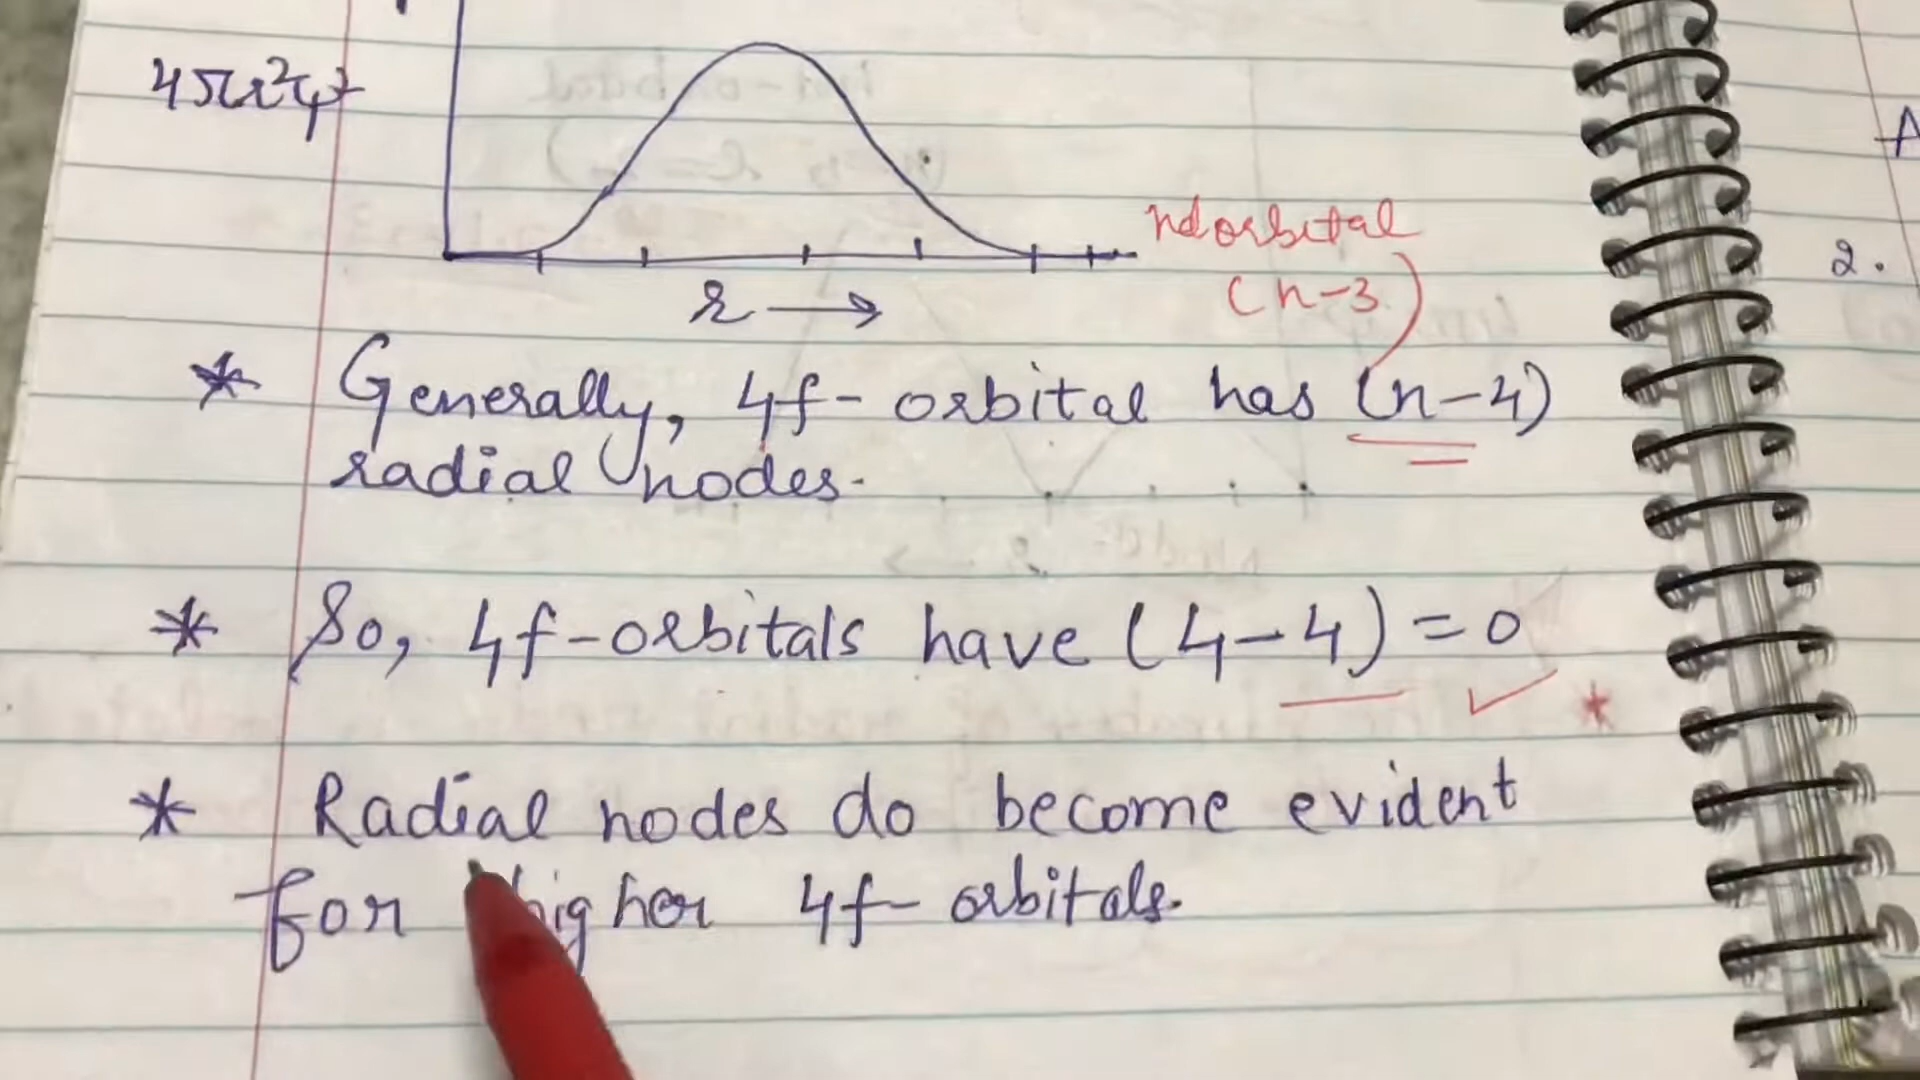 4πr²ψ²
nd orbital
(n-3)
r →
* Generally, 4f- orbital has (n-4)
radial nodes.
* So, 4f-orbitals have (4-4) = 0
* Radial nodes do become evident
for higher 4f- orbitals.
A
2.